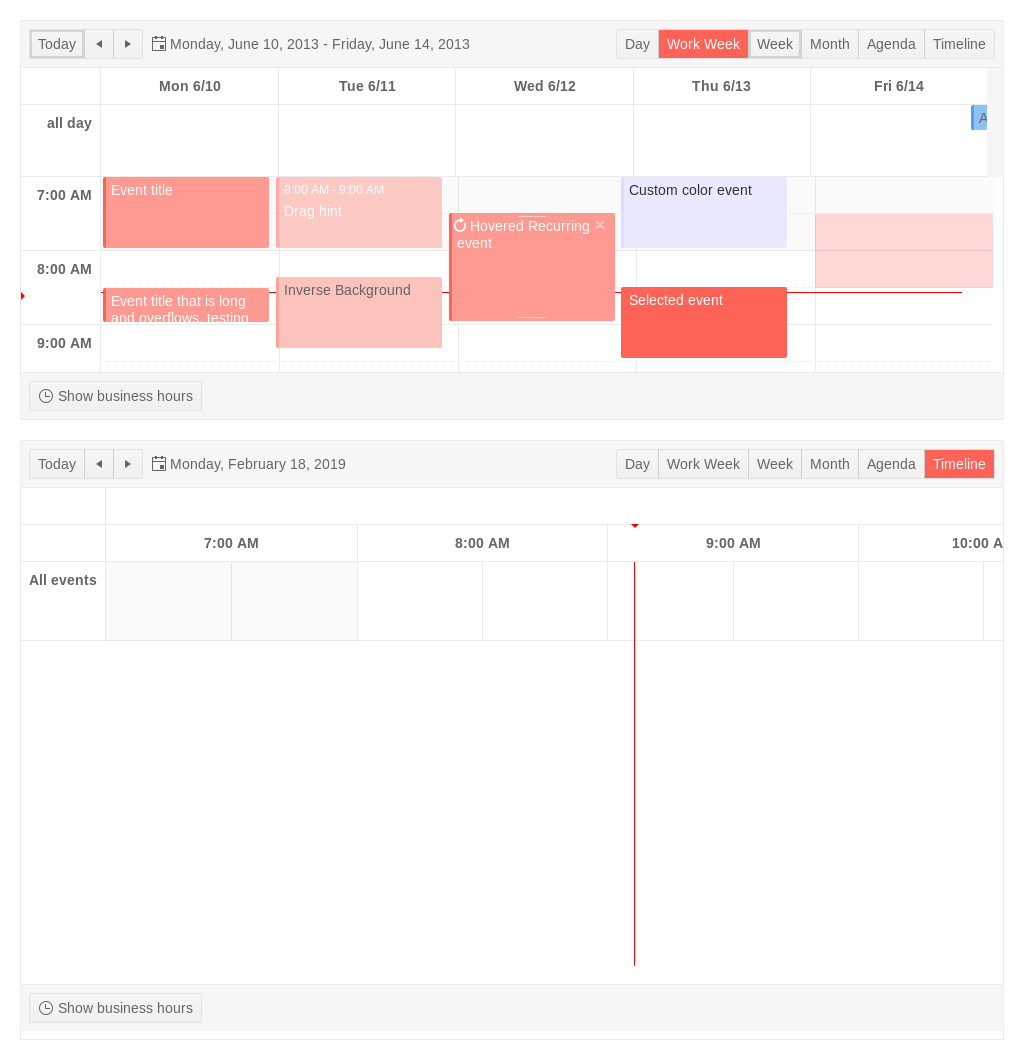 Today
Monday, June 10, 2013 - Friday, June 14, 2013
Day Work Week Week Month Agenda Timeline
Mon 6/10 Tue 6/11 Wed 6/12 Thu 6/13 Fri 6/14
all day
A
7:00 AM
Event title
8:00 AM - 9:00 AM
Drag hint
Custom color event
Hovered Recurring
event
8:00 AM
Event title that is long
and overflows, testing
Inverse Background
Selected event
9:00 AM
Show business hours
Today
Monday, February 18, 2019
Day Work Week Week Month Agenda Timeline
7:00 AM 8:00 AM 9:00 AM 10:00 A
All events
Show business hours